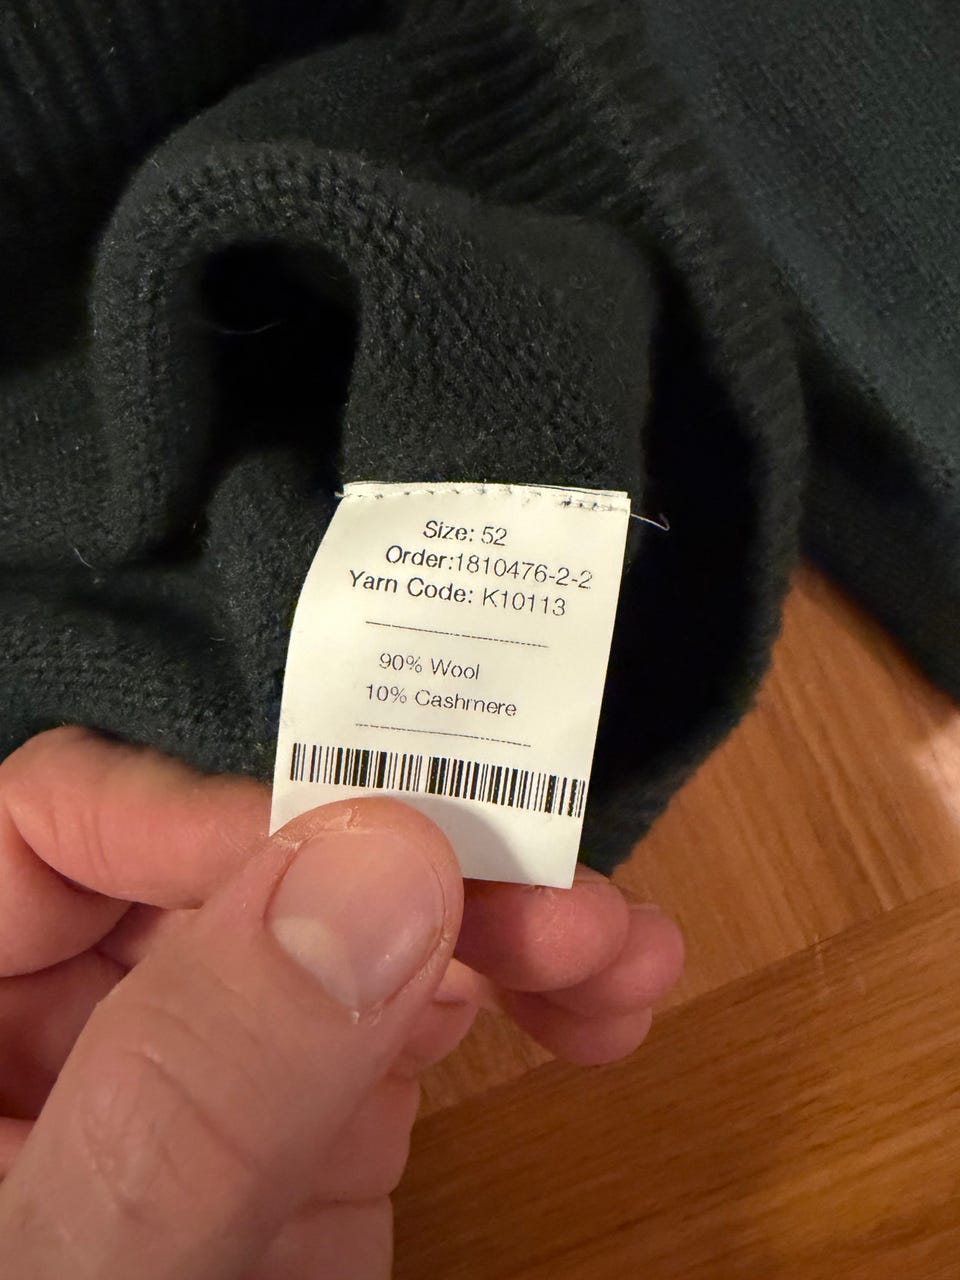 Size: 52
Order:1810476-2-2
Yarn Code: K10113
90% Wool
10% Cashmere